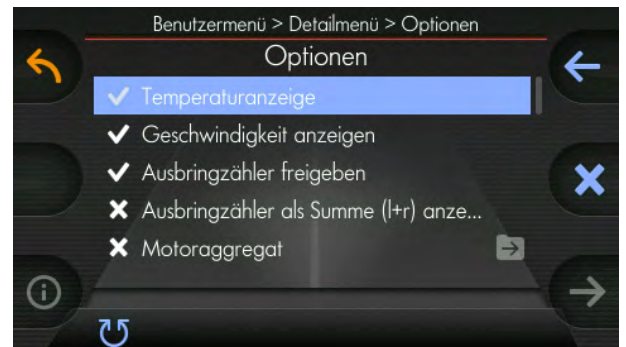 Benutzermenü > Detailmenü > Optionen
Optionen
Temperaturanzeige
Geschwindigkeit anzeigen
Ausbringzähler freigeben
Ausbringzähler als Summe (l+r) anze...
Motoraggregat